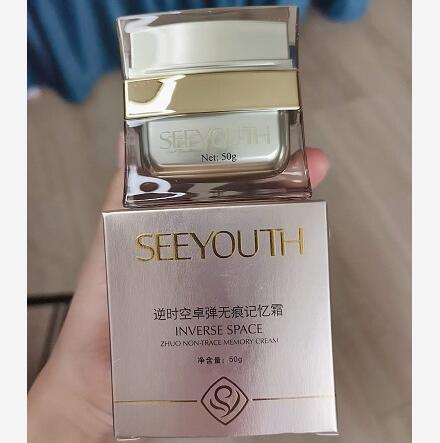 SEEYOUTH
Net: 50g
SEEYOUTH
逆时空卓弹无痕记忆霜
INVERSE SPACE
ZHUO NON-TRACE MEMORY CREAM
净含量：50g